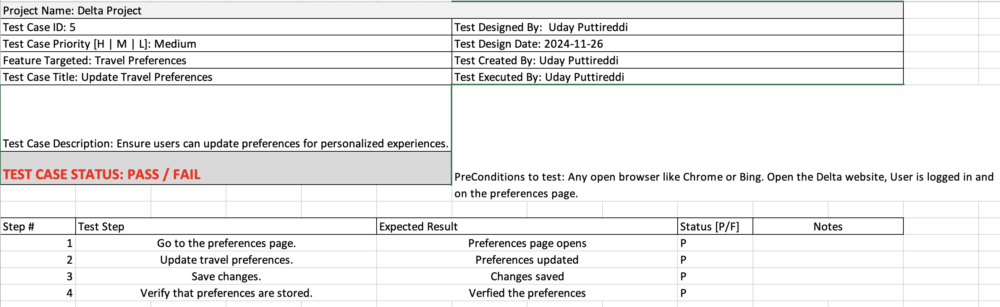 Project Name: Delta Project
Test Case ID: 5
Test Designed By:  Uday Puttireddi
Test Case Priority [H | M | L]: Medium
Test Design Date: 2024-11-26
Feature Targeted: Travel Preferences
Test Created By: Uday Puttireddi
Test Case Title: Update Travel Preferences
Test Executed By: Uday Puttireddi
Test Case Description: Ensure users can update preferences for personalized experiences.
TEST CASE STATUS: PASS / FAIL
PreConditions to test: Any open browser like Chrome or Bing. Open the Delta website, User is logged in and
on the preferences page.
Step # Test Step Expected Result Status [P/F] Notes
1 Go to the preferences page. Preferences page opens P
2 Update travel preferences. Preferences updated P
3 Save changes. Changes saved P
4 Verify that preferences are stored. Verfied the preferences P